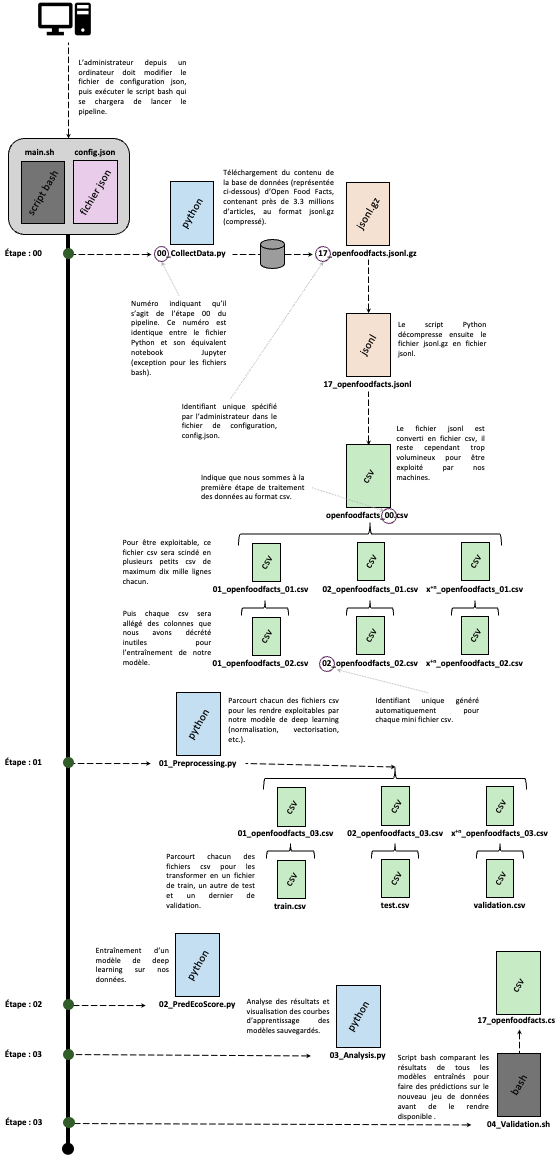 L'administrateur depuis un
ordinateur doit modifier le
fichier de configuration json,
puis exécuter le script bash qui
se chargera de lancer le
pipeline.
main.sh
config.json
script bash
fichier json
Téléchargement du contenu de
la base de données (représentée
ci-dessous) d'Open Food Facts,
contenant près de 3.3 millions
d'articles, au format jsonl.gz
(compressé).
python
jsonl.gz
Étape : 00
00_CollectData.py
17_openfoodfacts.jsonl.gz
Numéro indiquant qu'il
s'agit de l'étape 00 du
pipeline. Ce numéro est
identique entre le fichier
Python et son équivalent
notebook Jupyter
(exception pour les fichiers
bash).
jsonl
Le script Python
décompresse ensuite le
fichier jsonl.gz en fichier
jsonl.
17_openfoodfacts.jsonl
Identifiant unique spécifié
par l'administrateur dans le
fichier de configuration,
config.json.
Le fichier jsonl est
converti en fichier csv, il
reste cependant trop
volumineux pour être
exploité par nos
machines.
csv
Indique que nous sommes à la
première étape de traitement
des données au format csv.
openfoodfacts_00.csv
Pour être exploitable, ce
fichier csv sera scindé en
plusieurs petits csv de
maximum dix mille lignes
chacun.
csv
csv
csv
01_openfoodfacts_01.csv
02_openfoodfacts_01.csv
x⁺ⁿ_openfoodfacts_01.csv
Puis chaque csv sera
allégé des colonnes que
nous avons décrété
inutiles pour
l'entraînement de notre
modèle.
csv
csv
csv
01_openfoodfacts_02.csv
02_openfoodfacts_02.csv
x⁺ⁿ_openfoodfacts_02.csv
python
Parcourt chacun des fichiers csv
pour les rendre exploitables par
notre modèle de deep learning
(normalisation, vectorisation,
etc.).
Identifiant unique généré
automatiquement pour
chaque mini fichier csv.
Étape : 01
01_Preprocessing.py
csv
csv
csv
01_openfoodfacts_03.csv
02_openfoodfacts_03.csv
x⁺ⁿ_openfoodfacts_03.csv
Parcourt chacun des
fichiers csv pour les
transformer en un fichier
de train, un autre de test
et un dernier de
validation.
csv
csv
csv
train.csv
test.csv
validation.csv
Entraînement d'un
modèle de deep
learning sur nos
données.
python
csv
Étape : 02
02_PredEcoScore.py
Analyse des résultats et
visualisation des courbes
d'apprentissage des
modèles sauvegardés.
python
17_openfoodfacts.cs
Étape : 03
03_Analysis.py
Script bash comparant les
résultats de tous les
modèles entraînés pour
faire des prédictions sur le
nouveau jeu de données
avant de le rendre
disponible .
bash
Étape : 03
04_Validation.sh